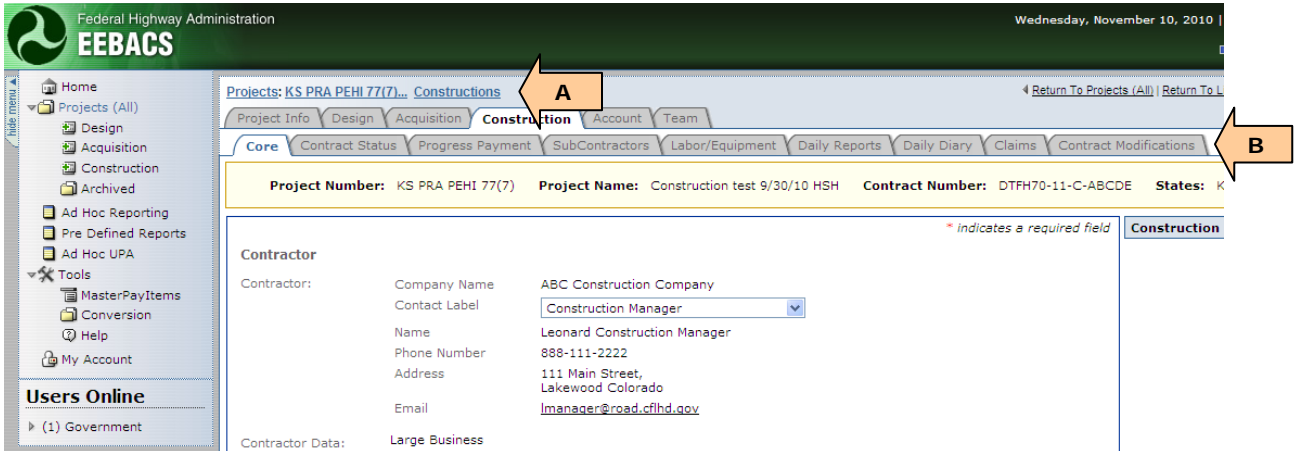 Federal Highway Administration
EEBACS
Wednesday, November 10, 2010 |
hide menu
Home
Projects (All)
Design
Acquisition
Construction
Archived
Ad Hoc Reporting
Pre Defined Reports
Ad Hoc UPA
Tools
MasterPayItems
Conversion
Help
My Account
Users Online
(1) Government
Projects: KS PRA PEHI 77(7)... Constructions
A
Return To Projects (All) | Return To L
Project Info Design Acquisition Construction Account Team
Core Contract Status Progress Payment SubContractors Labor/Equipment Daily Reports Daily Diary Claims Contract Modifications
B
Project Number: KS PRA PEHI 77(7) Project Name: Construction test 9/30/10 HSH Contract Number: DTFH70-11-C-ABCDE States: K
* indicates a required field
Construction
Contractor
Contractor: Company Name ABC Construction Company
Contact Label Construction Manager
Name Leonard Construction Manager
Phone Number 888-111-2222
Address 111 Main Street,
Lakewood Colorado
Email lmanager@road.cflhd.gov
Contractor Data: Large Business